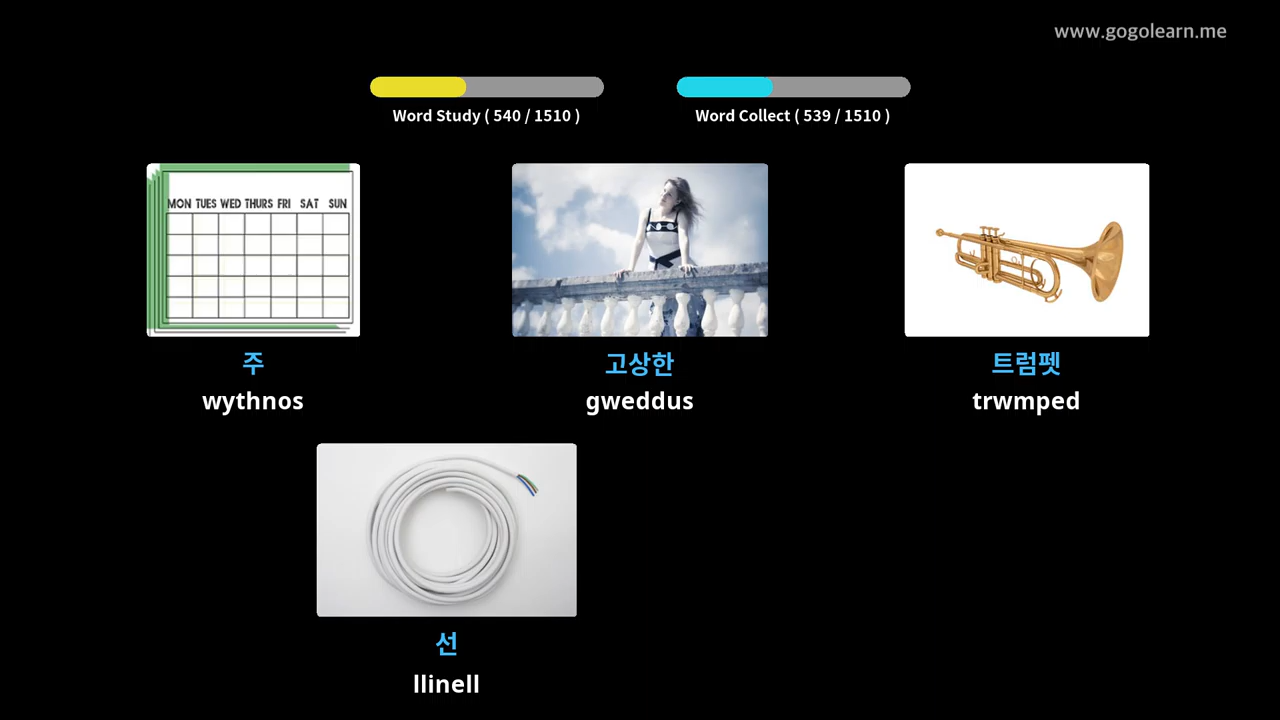 www.gogolearn.me
Word Study ( 540 / 1510 )
Word Collect ( 539 / 1510 )
MON TUES WED THURS FRI SAT SUN
주
wythnos
고상한
gweddus
트럼펫
trwmped
선
llinell